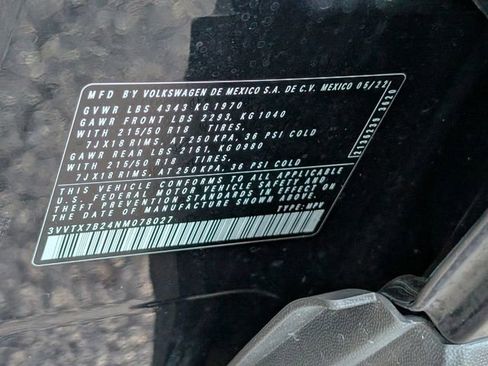 MFD BY VOLKSWAGEN DE MEXICO S.A. DE C.V. MEXICO 05/22
GVWR LBS 4343 KG 1970
GAWR FRONT LBS 2293, KG 1040
WITH 215/50 R18 TIRES,
7JX18 RIMS, AT 250 KPA, 36 PSI COLD
GAWR REAR LBS 2161, KG 0980
WITH 215/50 R18 TIRES,
7JX18 RIMS, AT 250 KPA, 36 PSI COLD
THIS VEHICLE CONFORMS TO ALL APPLICABLE
U.S. FEDERAL MOTOR VEHICLE SAFETY AND
THEFT PREVENTION STANDARDS IN EFFECT ON
THE DATE OF MANUFACTURE SHOWN ABOVE.
3VVTX7B24NM078027
TYPE: MPV